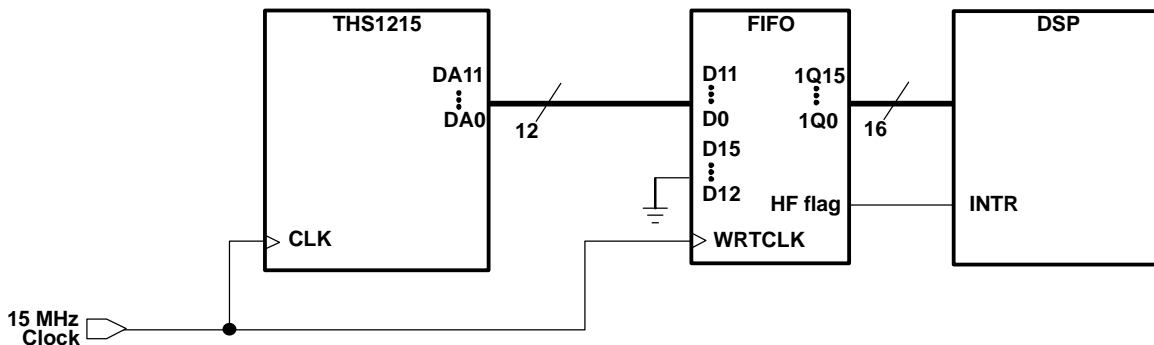 THS1215
DA11
DA0
12
FIFO
D11
D0
D15
D12
1Q15
1Q0
HF flag
WRTCLK
16
DSP
INTR
CLK
15 MHz
Clock